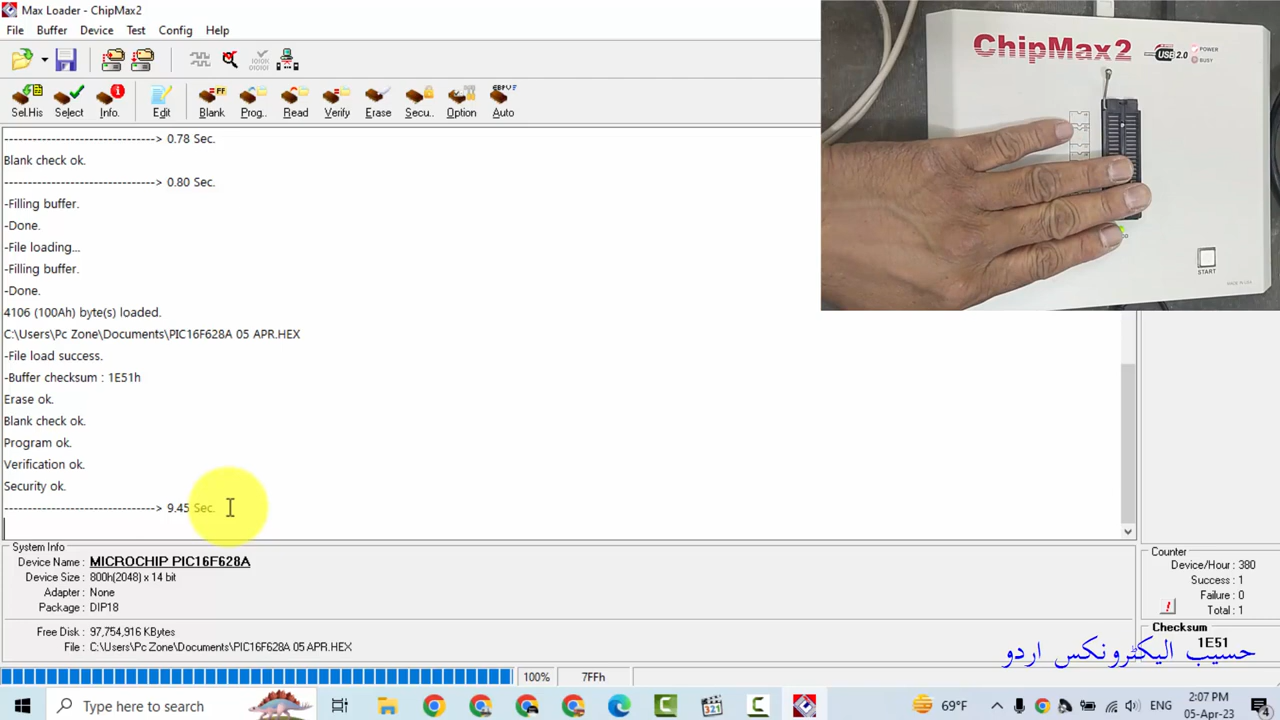 Max Loader - ChipMax2
File Buffer Device Test Config Help
Sel.His Select Info. Edit Blank Prog.. Read Verify Erase Secu.. Option Auto
--------------------------------> 0.78 Sec.
Blank check ok.
--------------------------------> 0.80 Sec.
-Filling buffer.
-Done.
-File loading...
-Filling buffer.
-Done.
4106 (100Ah) byte(s) loaded.
C:\Users\Pc Zone\Documents\PIC16F628A 05 APR.HEX
-File load success.
-Buffer checksum : 1E51h
Erase ok.
Blank check ok.
Program ok.
Verification ok.
Security ok.
--------------------------------> 9.45 Sec.
ChipMax2
USB 2.0
POWER
BUSY
START
System Info
Device Name : MICROCHIP PIC16F628A
Device Size : 800h(2048) x 14 bit
Adapter : None
Package : DIP18
Free Disk : 97,754,916 KBytes
File : C:\Users\Pc Zone\Documents\PIC16F628A 05 APR.HEX
Counter
Device/Hour : 380
Success : 1
Failure : 0
Total : 1
Checksum
1E51
حسیب الیکٹرونکس اردو
100% 7FFh
Type here to search
69°F
ENG
2:07 PM
05-Apr-23
4